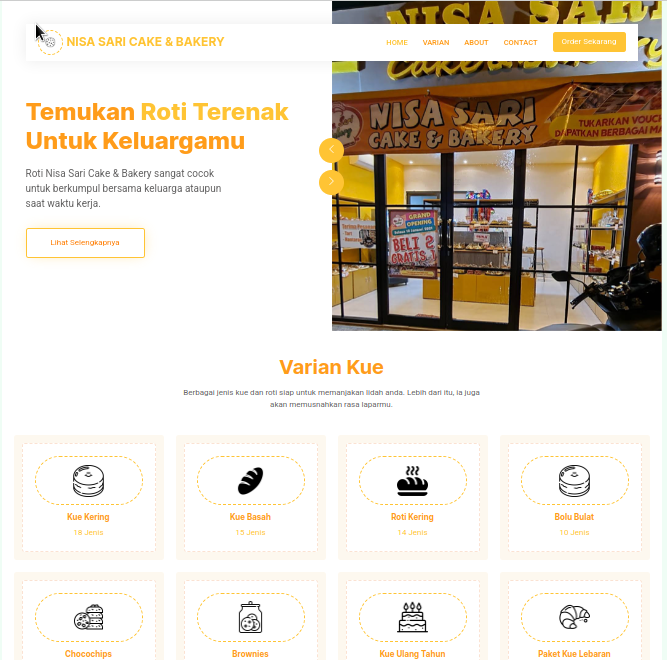 NISA SARI CAKE & BAKERY
HOME VARIAN ABOUT CONTACT Order Sekarang
NISA SARI
Temukan Roti Terenak
Untuk Keluargamu
Roti Nisa Sari Cake & Bakery sangat cocok
untuk berkumpul bersama keluarga ataupun
saat waktu kerja.
Lihat Selengkapnya
NISA SARI
CAKE & BAKERY
TUKARKAN VOUCH
DAPATKAN BERBAGAI MA
GRAND
OPENING
BELI 2
GRATIS
Varian Kue
Berbagai jenis kue dan roti siap untuk memanjakan lidah anda. Lebih dari itu, ia juga
akan memusnahkan rasa laparmu.
Kue Kering
18 Jenis
Kue Basah
15 Jenis
Roti Kering
14 Jenis
Bolu Bulat
10 Jenis
Chocochips
Brownies
Kue Ulang Tahun
Paket Kue Lebaran